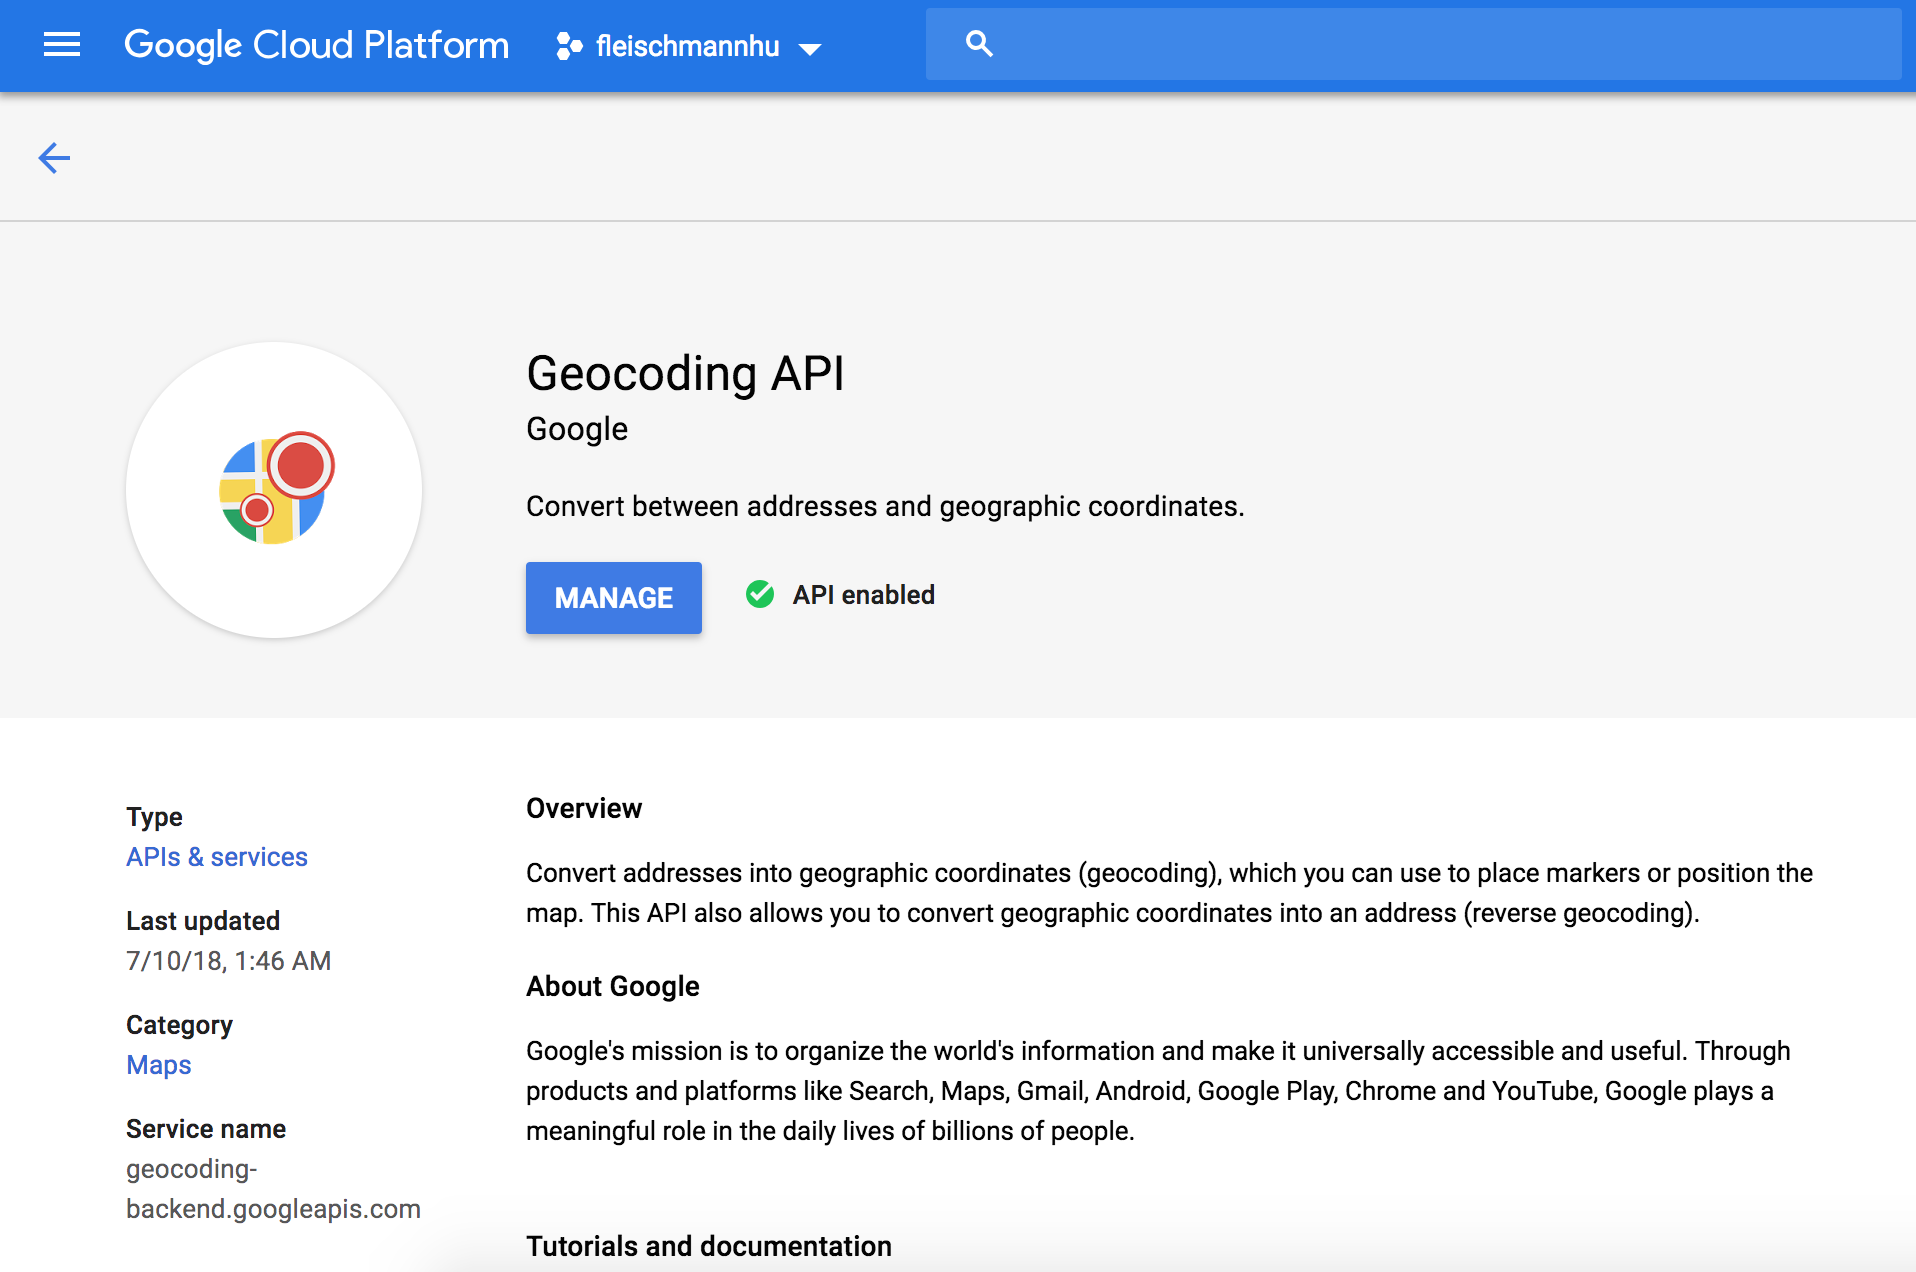 Google Cloud Platform
fleischmannhu
Geocoding API
Google
Convert between addresses and geographic coordinates.
MANAGE
API enabled
Type
APIs & services
Last updated
7/10/18, 1:46 AM
Category
Maps
Service name
geocoding-
backend.googleapis.com
Overview
Convert addresses into geographic coordinates (geocoding), which you can use to place markers or position the
map. This API also allows you to convert geographic coordinates into an address (reverse geocoding).
About Google
Google's mission is to organize the world's information and make it universally accessible and useful. Through
products and platforms like Search, Maps, Gmail, Android, Google Play, Chrome and YouTube, Google plays a
meaningful role in the daily lives of billions of people.
Tutorials and documentation